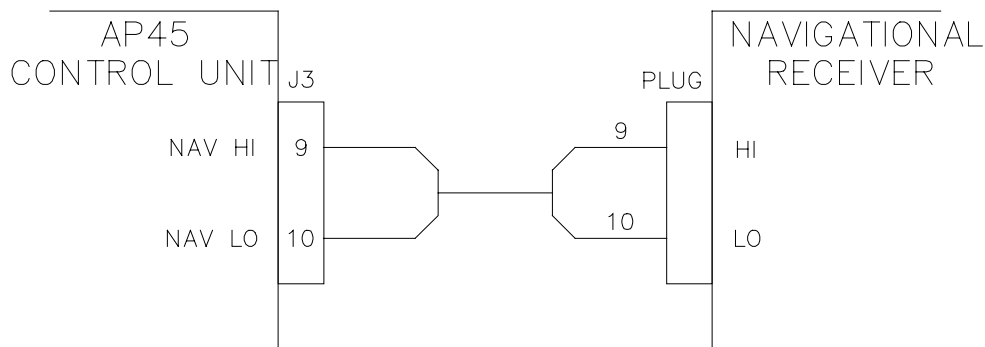 AP45
CONTROL UNIT
J3
NAV HI
9
NAV LO
10
NAVIGATIONAL
RECEIVER
PLUG
9
HI
10
LO